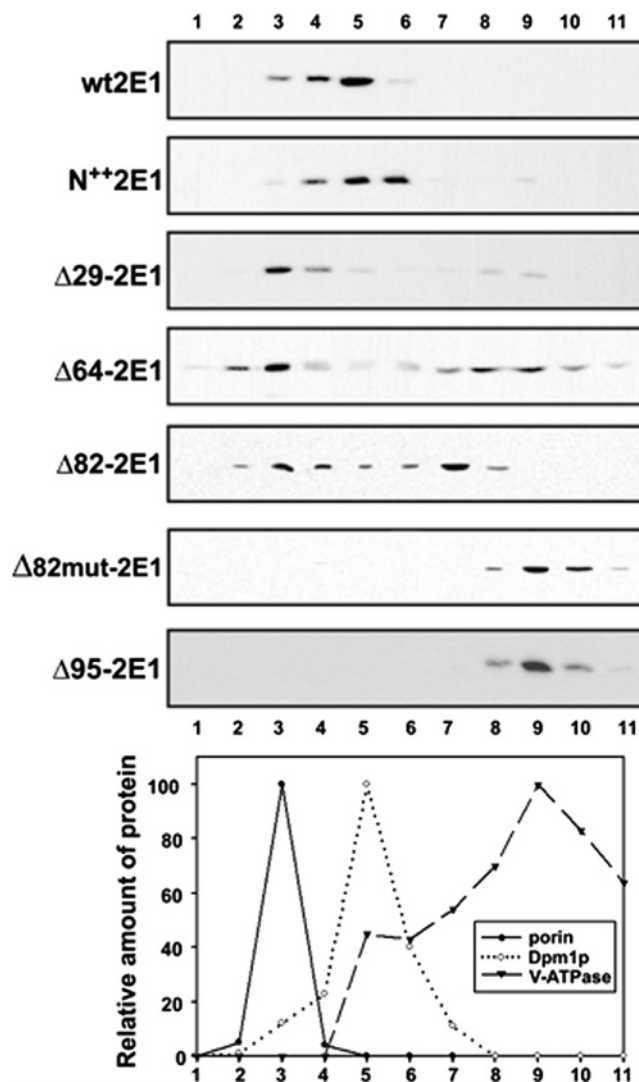 1 2 3 4 5 6 7 8 9 10 11
wt2E1
N++2E1
Δ29-2E1
Δ64-2E1
Δ82-2E1
Δ82mut-2E1
Δ95-2E1
1 2 3 4 5 6 7 8 9 10 11
Relative amount of protein
100
80
60
40
20
0
porin
Dpm1p
V-ATPase
1 2 3 4 5 6 7 8 9 10 11